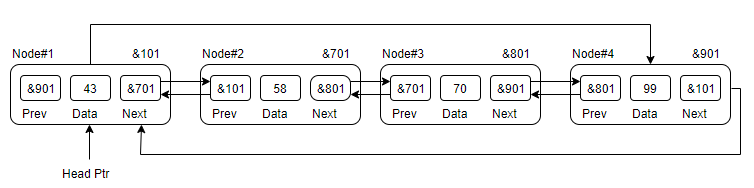 Node#1 &101 Node#2 &701 Node#3 &801 Node#4 &901
&901 43 &701 &101 58 &801 &701 70 &901 &801 99 &101
Prev Data Next Prev Data Next Prev Data Next Prev Data Next
Head Ptr